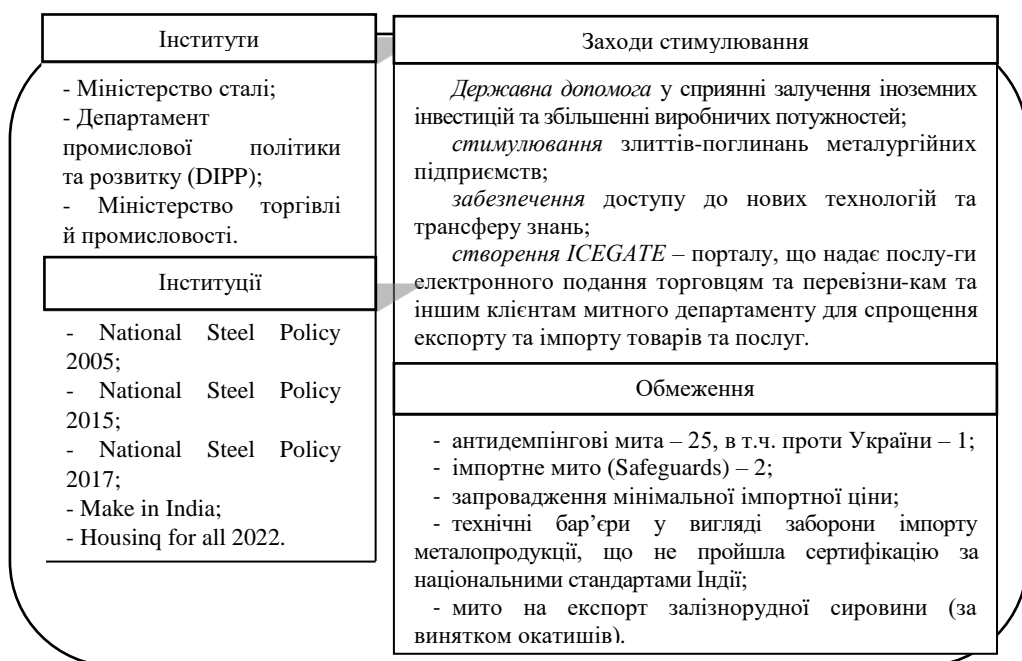 Інститути
- Міністерство сталі;
- Департамент
промислової політики
та розвитку (DIPP);
- Міністерство торгівлі
й промисловості.
Інституції
- National Steel Policy
2005;
- National Steel Policy
2015;
- National Steel Policy
2017;
- Make in India;
- Housinq for all 2022.
Заходи стимулювання
Державна допомога у сприянні залучення іноземних
інвестицій та збільшенні виробничих потужностей;
стимулювання злиттів-поглинань металургійних
підприємств;
забезпечення доступу до нових технологій та
трансферу знань;
створення ICEGATE – порталу, що надає послу-ги
електронного подання торговцям та перевізни-кам та
іншим клієнтам митного департаменту для спрощення
експорту та імпорту товарів та послуг.
Обмеження
- антидемпінгові мита – 25, в т.ч. проти України – 1;
- імпортне мито (Safeguards) – 2;
- запровадження мінімальної імпортної ціни;
- технічні бар’єри у вигляді заборони імпорту
металопродукції, що не пройшла сертифікацію за
національними стандартами Індії;
- мито на експорт залізнорудної сировини (за
винятком окатишів).